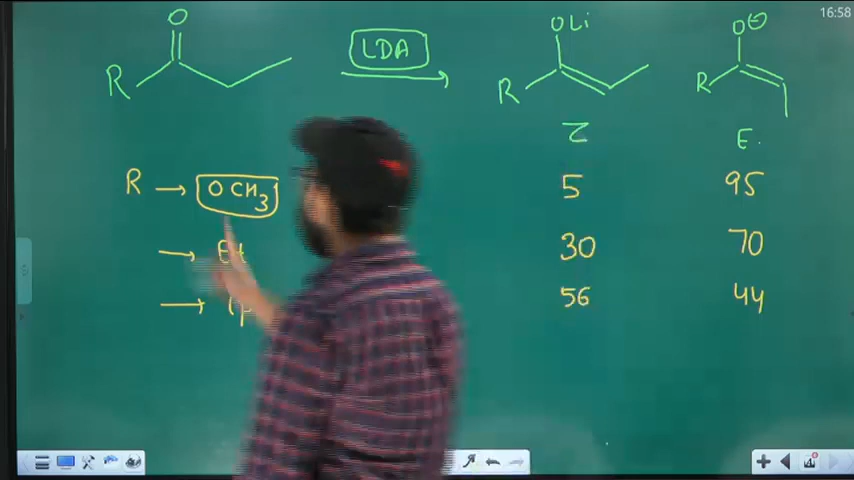 16:58
O
R
LDA
OLi
R
O⊖
R
Z
E.
R → OCH3
5
95
→ Et
30
70
→
56
44